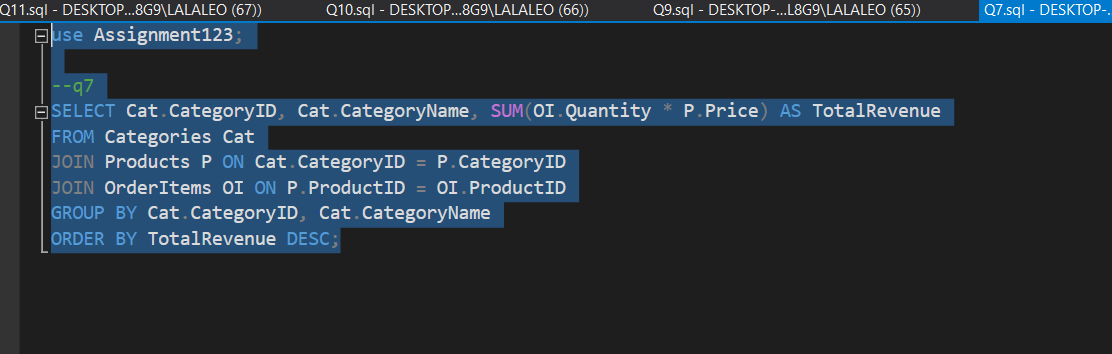 Q11.sql - DESKTOP...8G9\LALALEO (67))
Q10.sql - DESKTOP...8G9\LALALEO (66))
Q9.sql - DESKTOP-...L8G9\LALALEO (65))
Q7.sql - DESKTOP-..
use Assignment123;
--q7
SELECT Cat.CategoryID, Cat.CategoryName, SUM(OI.Quantity * P.Price) AS TotalRevenue
FROM Categories Cat
JOIN Products P ON Cat.CategoryID = P.CategoryID
JOIN OrderItems OI ON P.ProductID = OI.ProductID
GROUP BY Cat.CategoryID, Cat.CategoryName
ORDER BY TotalRevenue DESC;